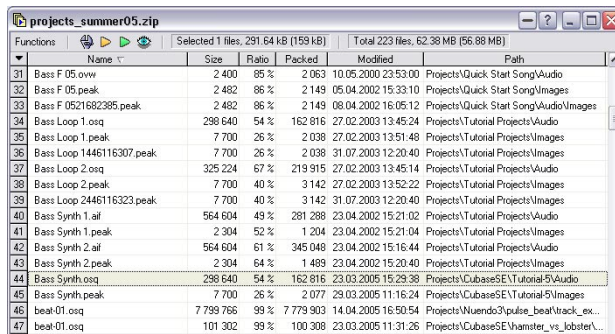 projects_summer05.zip
Functions Selected 1 files, 291.64 kB (159 kB) Total 223 files, 62.38 MB (56.88 MB)
Name Size Ratio Packed Modified Path
31 Bass F 05.ovw 2 400 85 % 2 063 10.05.2000 23:53:00 Projects\Quick Start Song\Audio
32 Bass F 05.peak 2 482 86 % 2 149 05.04.2002 15:33:10 Projects\Quick Start Song\Images
33 Bass F 0521682385.peak 2 482 86 % 2 149 08.04.2002 16:05:12 Projects\Quick Start Song\Audio\Images
34 Bass Loop 1.osq 298 640 54 % 162 816 27.02.2003 13:45:24 Projects\Tutorial Projects\Audio
35 Bass Loop 1.peak 7 700 26 % 2 038 27.02.2003 13:51:48 Projects\Tutorial Projects\Images
36 Bass Loop 1446116307.peak 7 700 26 % 2 038 31.07.2003 12:20:40 Projects\Tutorial Projects\Images
37 Bass Loop 2.osq 325 224 67 % 219 915 27.02.2003 13:45:14 Projects\Tutorial Projects\Audio
38 Bass Loop 2.peak 7 700 40 % 3 142 27.02.2003 13:52:22 Projects\Tutorial Projects\Images
39 Bass Loop 2446116323.peak 7 700 40 % 3 142 31.07.2003 12:20:40 Projects\Tutorial Projects\Images
40 Bass Synth 1.aif 564 604 49 % 281 288 23.04.2002 15:21:02 Projects\Tutorial Projects\Audio
41 Bass Synth 1.peak 2 304 52 % 1 204 23.04.2002 15:21:04 Projects\Tutorial Projects\Images
42 Bass Synth 2.aif 564 604 61 % 345 048 23.04.2002 15:16:44 Projects\Tutorial Projects\Audio
43 Bass Synth 2.peak 2 304 64 % 1 489 23.04.2002 15:20:40 Projects\Tutorial Projects\Images
44 Bass Synth.osq 298 640 54 % 162 816 23.03.2005 15:29:38 Projects\CubaseSE\Tutorial-5\Audio
45 Bass Synth.peak 7 700 26 % 2 077 29.03.2005 11:16:24 Projects\CubaseSE\Tutorial-5\Images
46 beat-01.osq 7 799 766 99 % 7 779 903 14.04.2005 16:50:54 Projects\Nuendo3\pulse_beat\track_ex...
47 beat-01.osq 101 302 99 % 100 308 23.03.2005 11:31:26 Projects\CubaseSE\hamster_vs_lobster\...